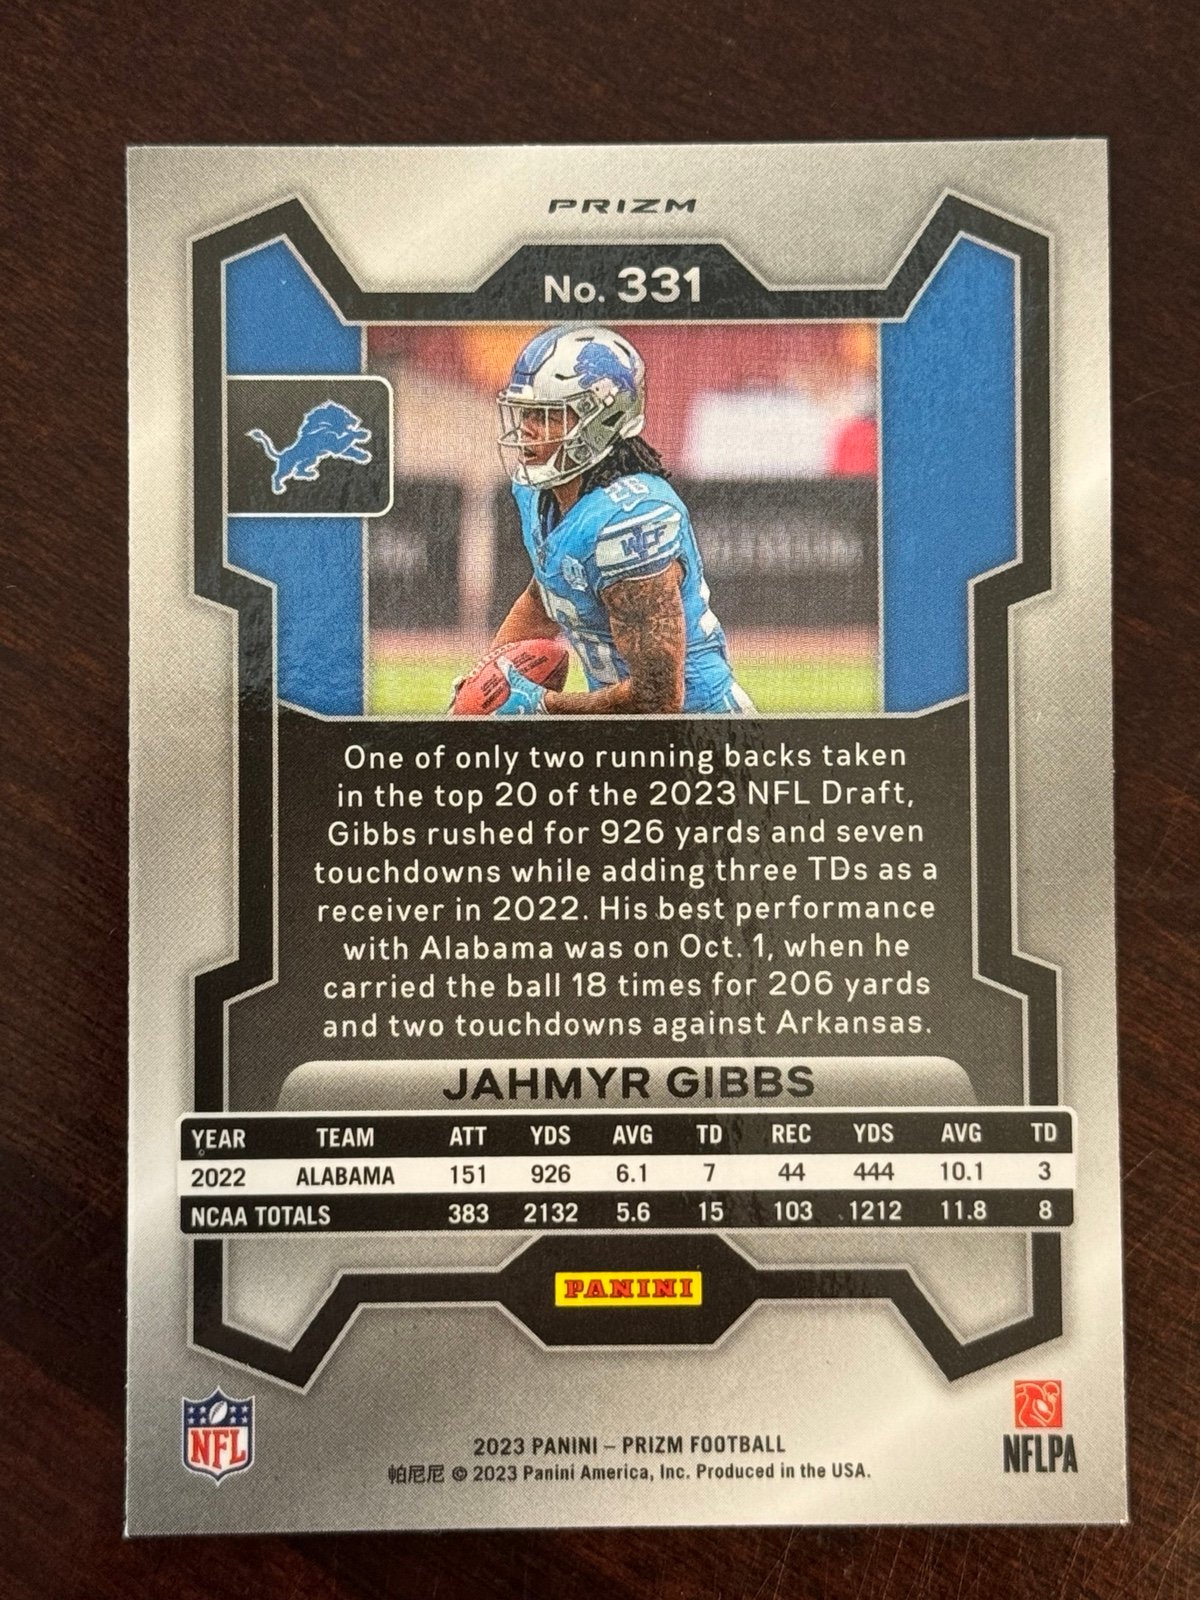 PRIZM
No. 331
26
WCF
One of only two running backs taken
in the top 20 of the 2023 NFL Draft,
Gibbs rushed for 926 yards and seven
touchdowns while adding three TDs as a
receiver in 2022. His best performance
with Alabama was on Oct. 1, when he
carried the ball 18 times for 206 yards
and two touchdowns against Arkansas.
JAHMYR GIBBS
YEAR TEAM ATT YDS AVG TD REC YDS AVG TD
2022 ALABAMA 151 926 6.1 7 44 444 10.1 3
NCAA TOTALS 383 2132 5.6 15 103 1212 11.8 8
PANINI
NFL
NFLPA
2023 PANINI – PRIZM FOOTBALL
帕尼尼 © 2023 Panini America, Inc. Produced in the USA.